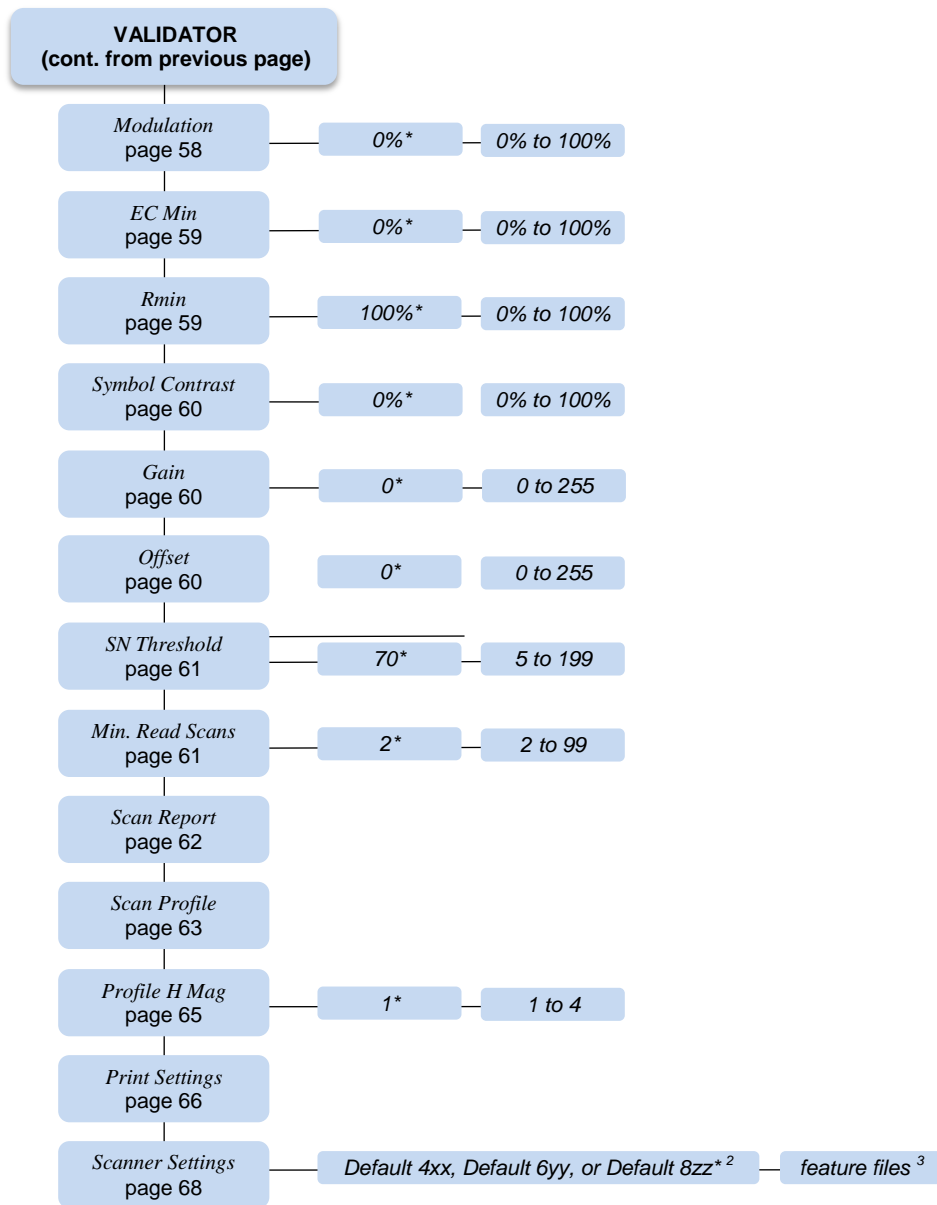 VALIDATOR
(cont. from previous page)
Modulation
page 58
0%*
0% to 100%
EC Min
page 59
0%*
0% to 100%
Rmin
page 59
100%*
0% to 100%
Symbol Contrast
page 60
0%*
0% to 100%
Gain
page 60
0*
0 to 255
Offset
page 60
0*
0 to 255
SN Threshold
page 61
70*
5 to 199
Min. Read Scans
page 61
2*
2 to 99
Scan Report
page 62
Scan Profile
page 63
Profile H Mag
page 65
1*
1 to 4
Print Settings
page 66
Scanner Settings
page 68
Default 4xx, Default 6yy, or Default 8zz* 2
feature files 3